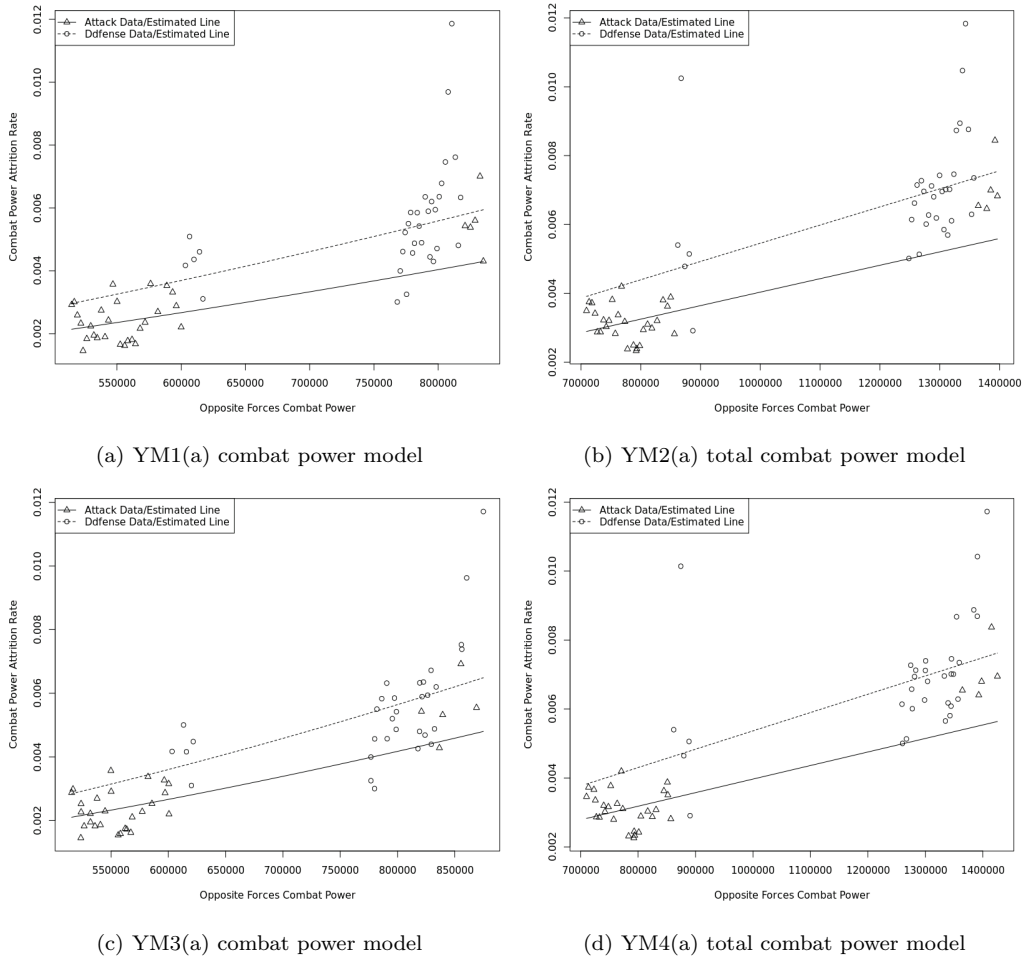 Attack Data/Estimated Line
Ddfense Data/Estimated Line
Combat Power Attrition Rate
0.002 0.004 0.006 0.008 0.010 0.012
550000 600000 650000 700000 750000 800000
Opposite Forces Combat Power
(a) YM1(a) combat power model
Attack Data/Estimated Line
Ddfense Data/Estimated Line
Combat Power Attrition Rate
0.002 0.004 0.006 0.008 0.010 0.012
700000 800000 900000 1000000 1100000 1200000 1300000 1400000
Opposite Forces Combat Power
(b) YM2(a) total combat power model
Attack Data/Estimated Line
Ddfense Data/Estimated Line
Combat Power Attrition Rate
0.002 0.004 0.006 0.008 0.010 0.012
550000 600000 650000 700000 750000 800000 850000
Opposite Forces Combat Power
(c) YM3(a) combat power model
Attack Data/Estimated Line
Ddfense Data/Estimated Line
Combat Power Attrition Rate
0.002 0.004 0.006 0.008 0.010 0.012
700000 800000 900000 1000000 1100000 1200000 1300000 1400000
Opposite Forces Combat Power
(d) YM4(a) total combat power model